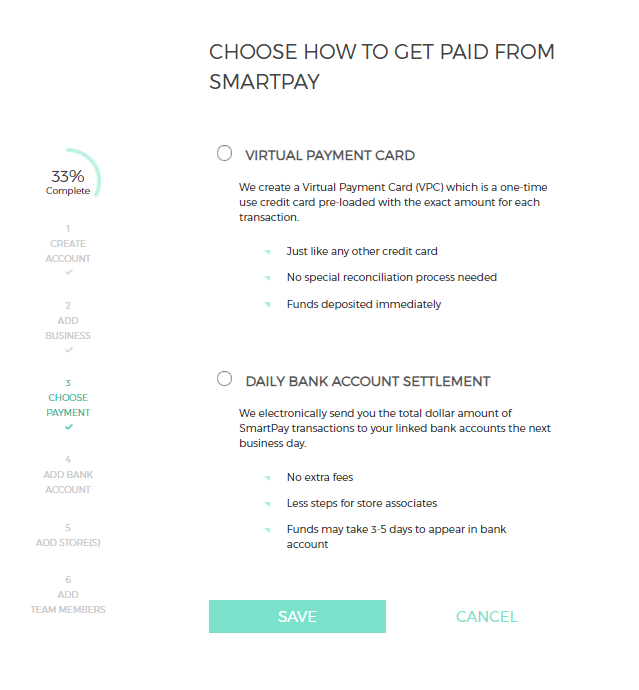 CHOOSE HOW TO GET PAID FROM
SMARTPAY
33%
Complete
1
CREATE
ACCOUNT
2
ADD
BUSINESS
3
CHOOSE
PAYMENT
4
ADD BANK
ACCOUNT
5
ADD STORE(S)
6
ADD
TEAM MEMBERS
VIRTUAL PAYMENT CARD
We create a Virtual Payment Card (VPC) which is a one-time
use credit card pre-loaded with the exact amount for each
transaction.
Just like any other credit card
No special reconciliation process needed
Funds deposited immediately
DAILY BANK ACCOUNT SETTLEMENT
We electronically send you the total dollar amount of
SmartPay transactions to your linked bank accounts the next
business day.
No extra fees
Less steps for store associates
Funds may take 3-5 days to appear in bank
account
SAVE
CANCEL